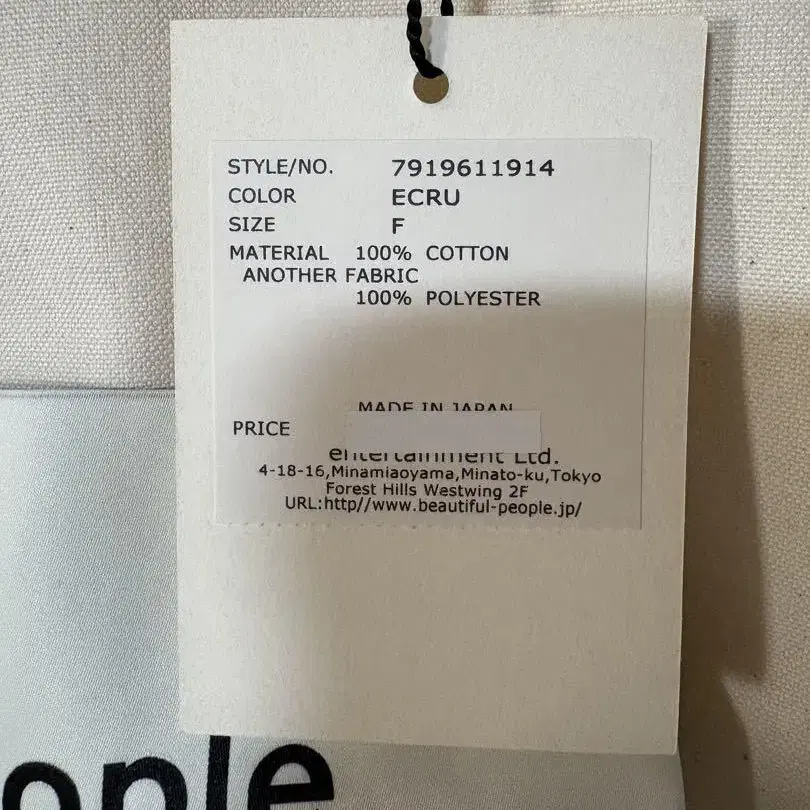 STYLE/NO. 7919611914
COLOR ECRU
SIZE F
MATERIAL 100% COTTON
ANOTHER FABRIC
100% POLYESTER
MADE IN JAPAN
PRICE
entertainment Ltd.
4-18-16,Minamiaoyama,Minato-ku,Tokyo
Forest Hills Westwing 2F
URL:http//www.beautiful-people.jp/
ople